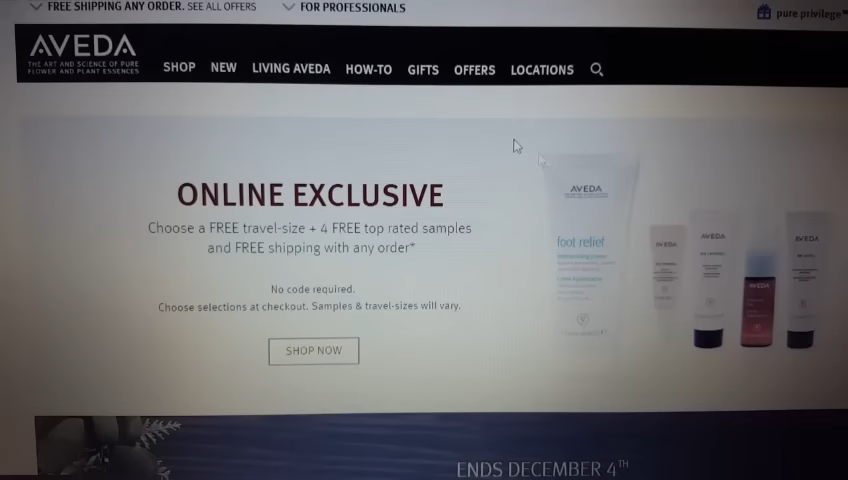 FREE SHIPPING ANY ORDER. SEE ALL OFFERS
FOR PROFESSIONALS
pure privilege™
AVEDA
THE ART AND SCIENCE OF PURE
FLOWER AND PLANT ESSENCES
SHOP NEW LIVING AVEDA HOW-TO GIFTS OFFERS LOCATIONS
ONLINE EXCLUSIVE
Choose a FREE travel-size + 4 FREE top rated samples
and FREE shipping with any order*
No code required.
Choose selections at checkout. Samples & travel-sizes will vary.
SHOP NOW
AVEDA
foot relief
AVEDA
AVEDA
AVEDA
AVEDA
ENDS DECEMBER 4TH